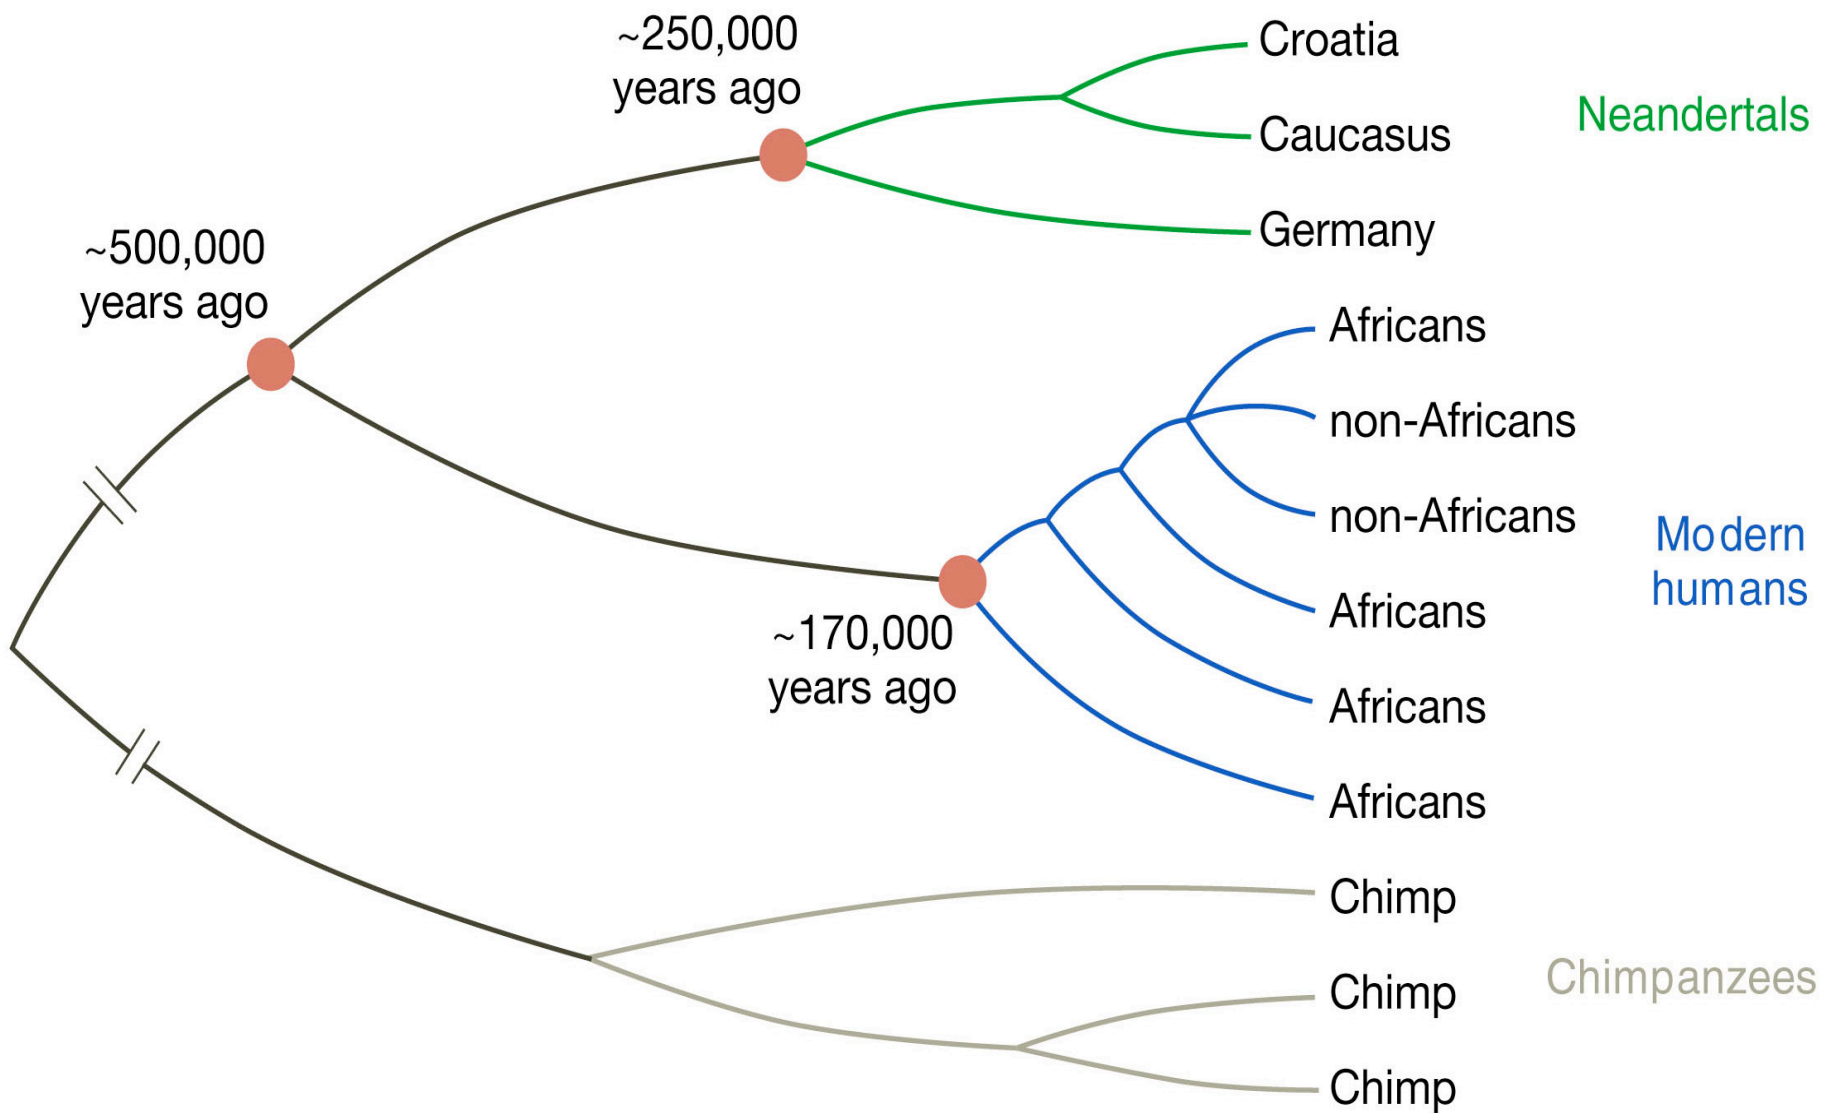 ~250,000
years ago
Croatia
Caucasus
Neandertals
Germany
~500,000
years ago
Africans
non-Africans
non-Africans
Modern
humans
Africans
~170,000
years ago
Africans
Africans
Chimp
Chimp
Chimpanzees
Chimp